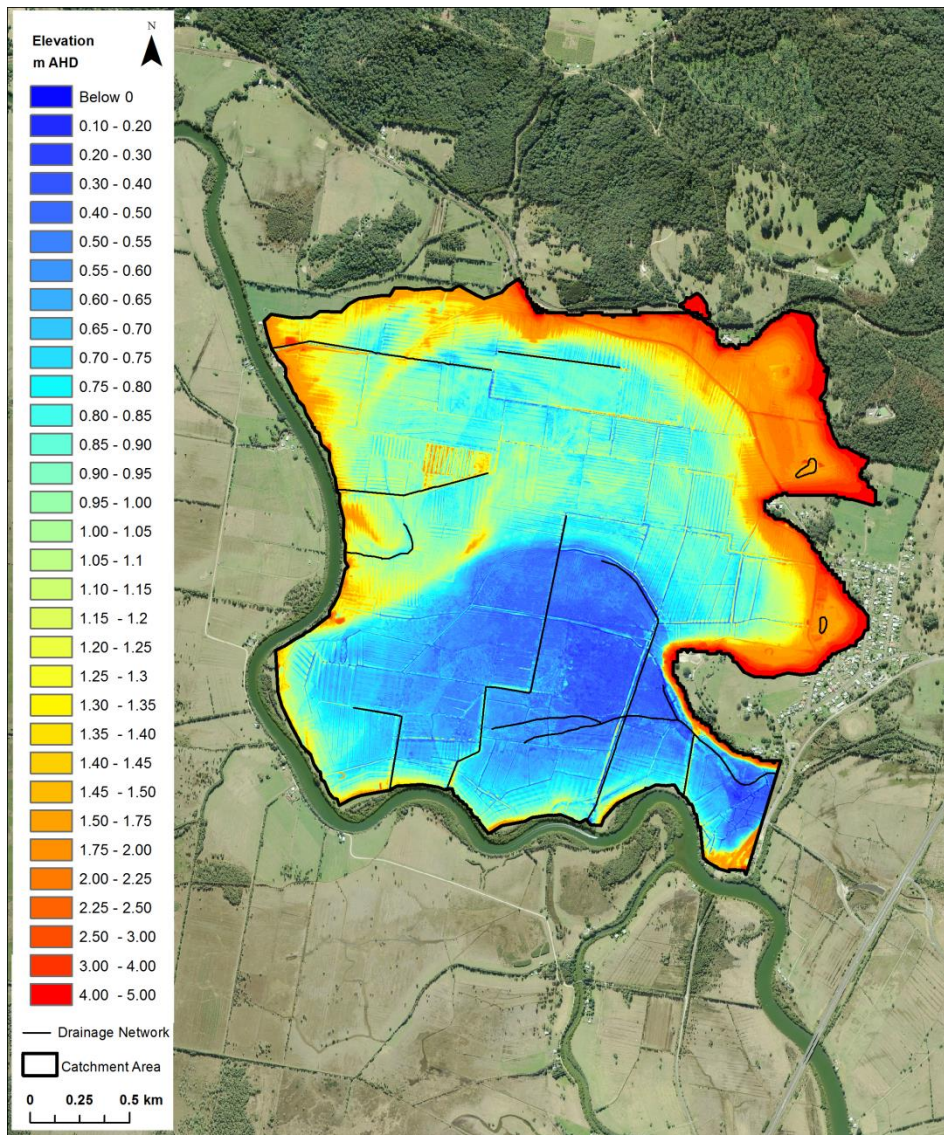 N
Elevation
m AHD
Below 0
0.10 - 0.20
0.20 - 0.30
0.30 - 0.40
0.40 - 0.50
0.50 - 0.55
0.55 - 0.60
0.60 - 0.65
0.65 - 0.70
0.70 - 0.75
0.75 - 0.80
0.80 - 0.85
0.85 - 0.90
0.90 - 0.95
0.95 - 1.00
1.00 - 1.05
1.05 - 1.1
1.10 - 1.15
1.15 - 1.2
1.20 - 1.25
1.25 - 1.3
1.30 - 1.35
1.35 - 1.40
1.40 - 1.45
1.45 - 1.50
1.50 - 1.75
1.75 - 2.00
2.00 - 2.25
2.25 - 2.50
2.50 - 3.00
3.00 - 4.00
4.00 - 5.00
Drainage Network
Catchment Area
0 0.25 0.5 km